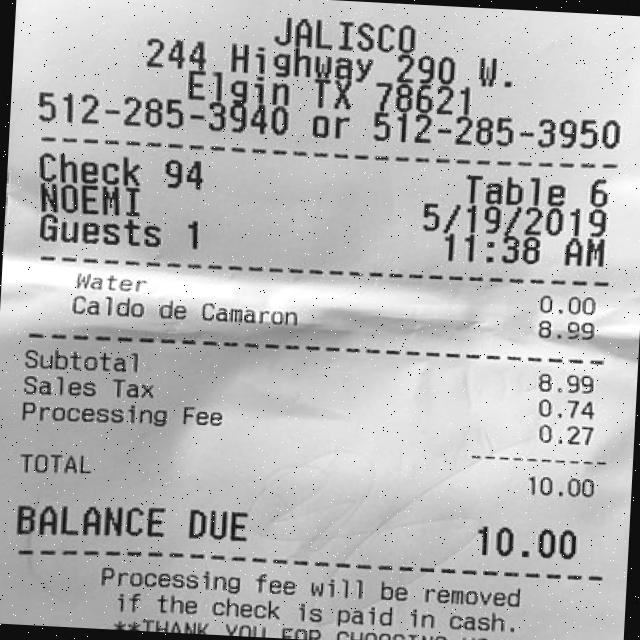 JALISCO
244 Highway 290 W.
Elgin TX 78621
512-285-3940 or 512-285-3950
Check 94 Table 6
NOEMI 5/19/2019
Guests 1 11:38 AM
Water 0.00
Caldo de Camaron 8.99
Subtotal 8.99
Sales Tax 0.74
Processing Fee 0.27
TOTAL 10.00
BALANCE DUE 10.00
Processing fee will be removed
if the check is paid in cash.
**THANK YOU FOR CHOOSING